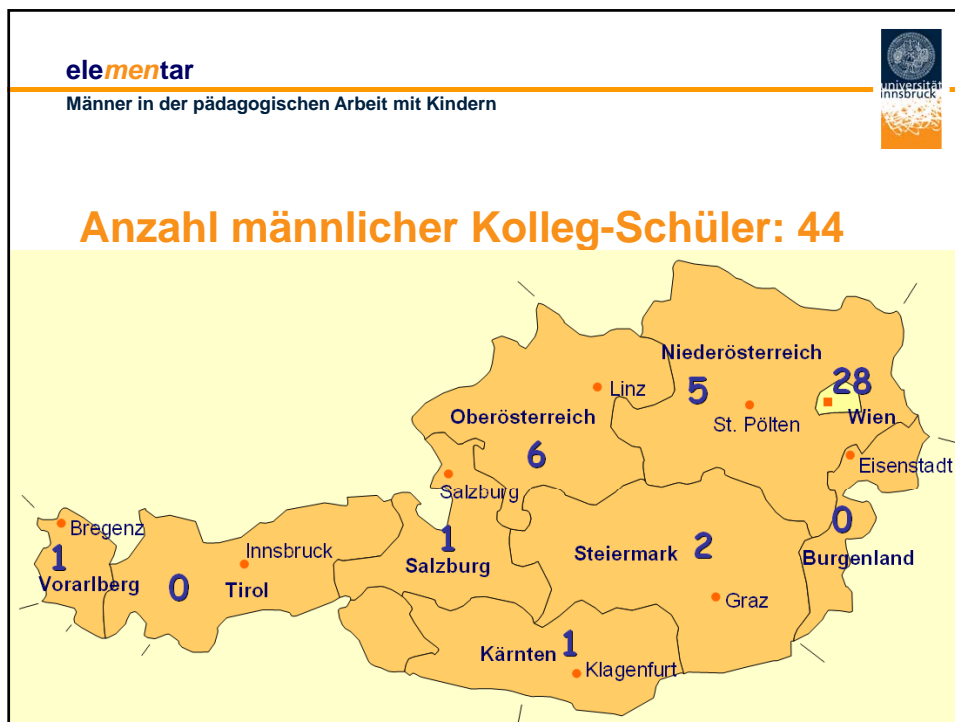 elementar
Männer in der pädagogischen Arbeit mit Kindern
universität
innsbruck
Anzahl männlicher Kolleg-Schüler: 44
Niederösterreich
28
Linz
5
Oberösterreich
St. Pölten
Wien
6
Eisenstadt
Salzburg
Bregenz
0
1
Innsbruck
1
Steiermark
2
Burgenland
Vorarlberg
0
Tirol
Salzburg
Graz
Kärnten
1
Klagenfurt